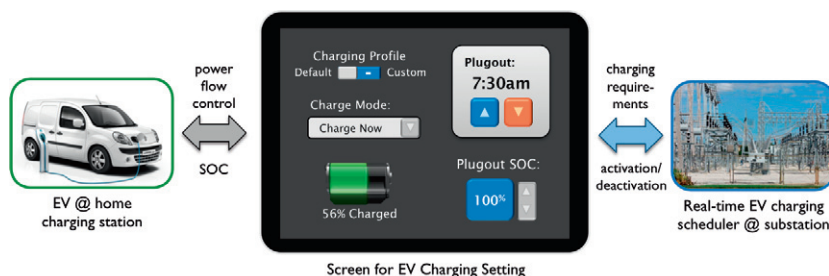 power
flow
control
SOC
EV @ home
charging station
Charging Profile
Default - Custom
Charge Mode:
Charge Now
56% Charged
Plugout:
7:30am
Plugout SOC:
100%
Screen for EV Charging Setting
charging
require-
ments
activation/
deactivation
Real-time EV charging
scheduler @ substation